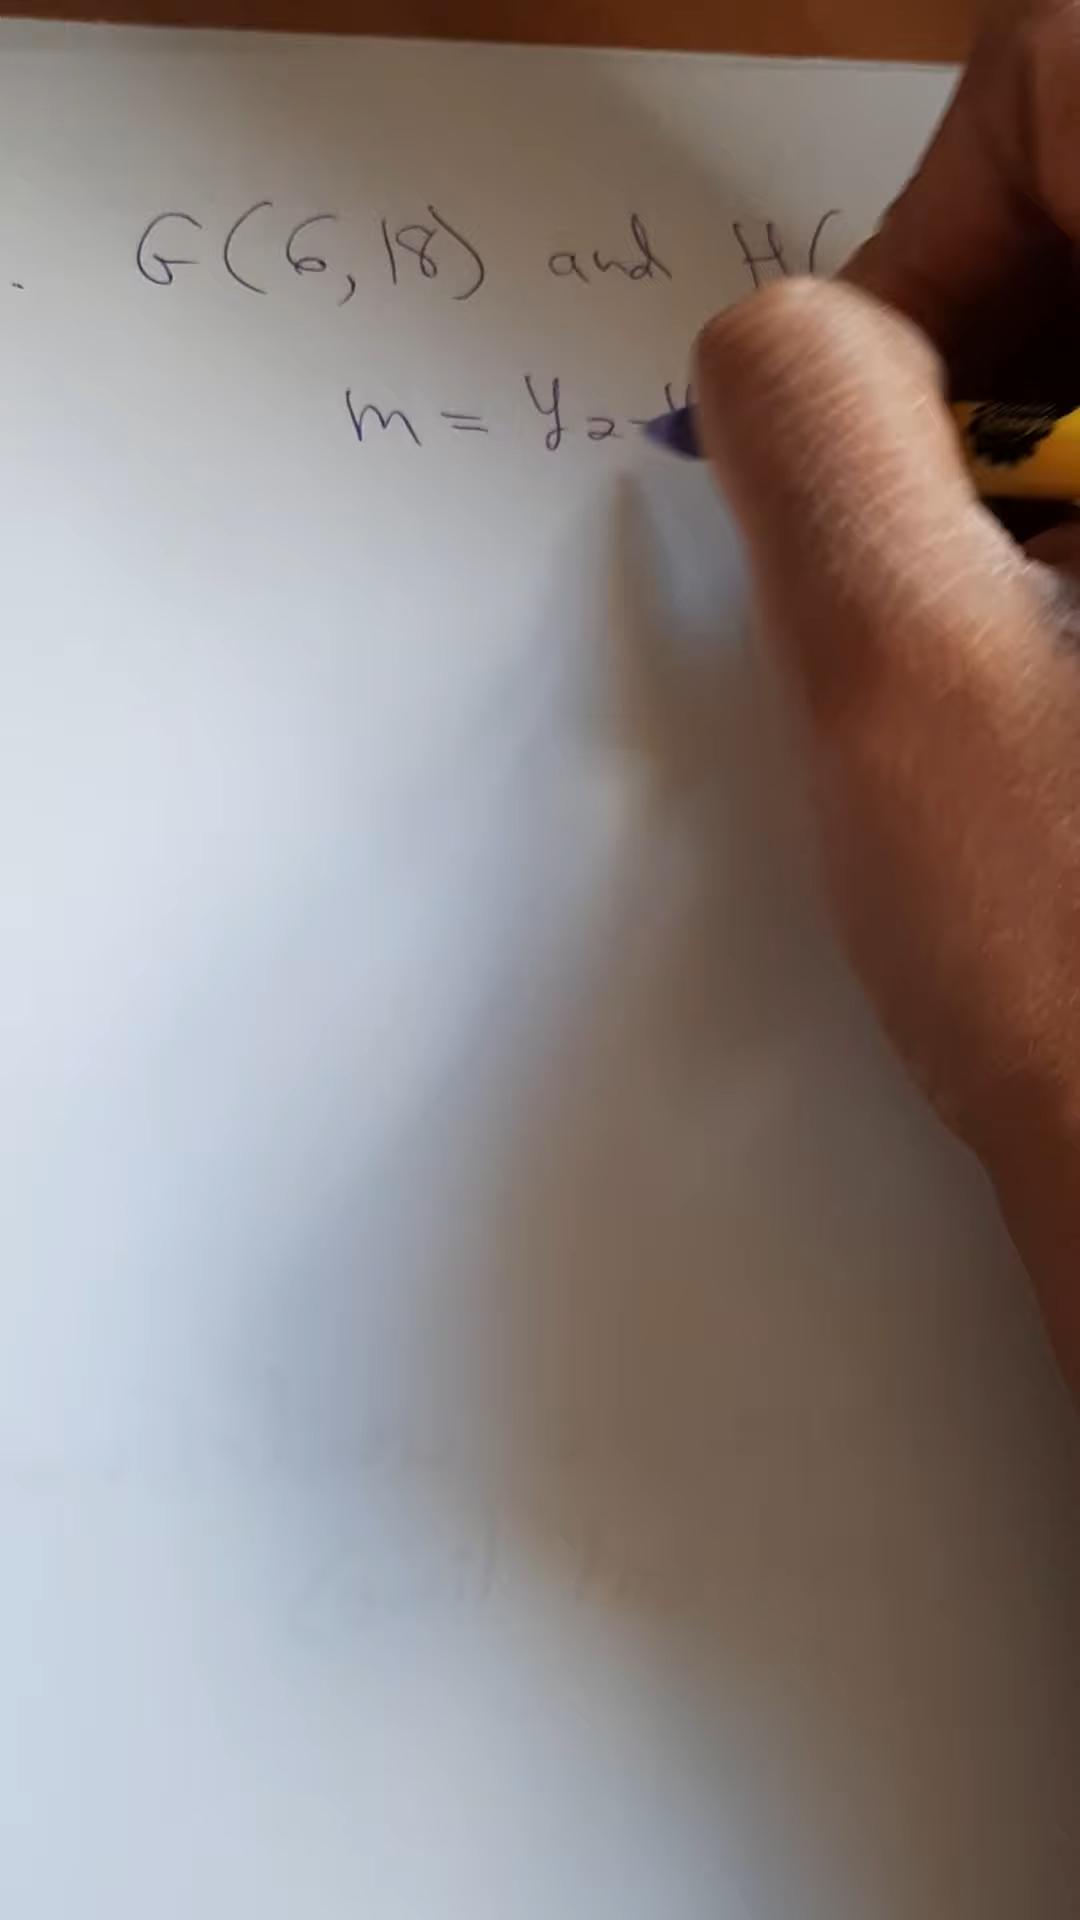 G(6,18) and H(
m = y2-